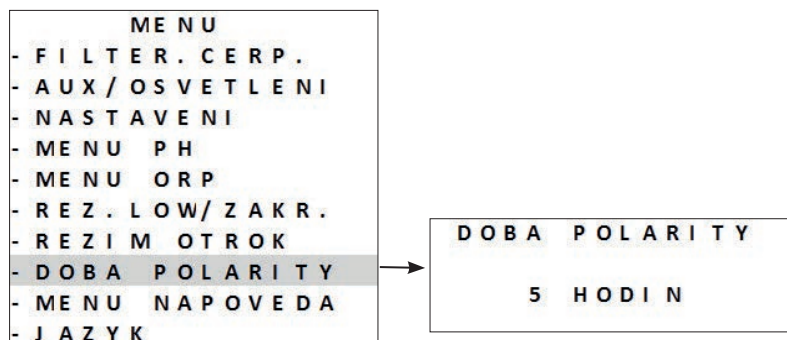 MENU
- FILTER. CERP.
- AUX/OSVETLENI
- NASTAVENI
- MENU PH
- MENU ORP
- REZ. LOW/ZAKR.
- REZIM OTROK
- DOBA POLARITY
- MENU NAPOVEDA
- JAZYK
DOBA POLARITY
5 HODIN